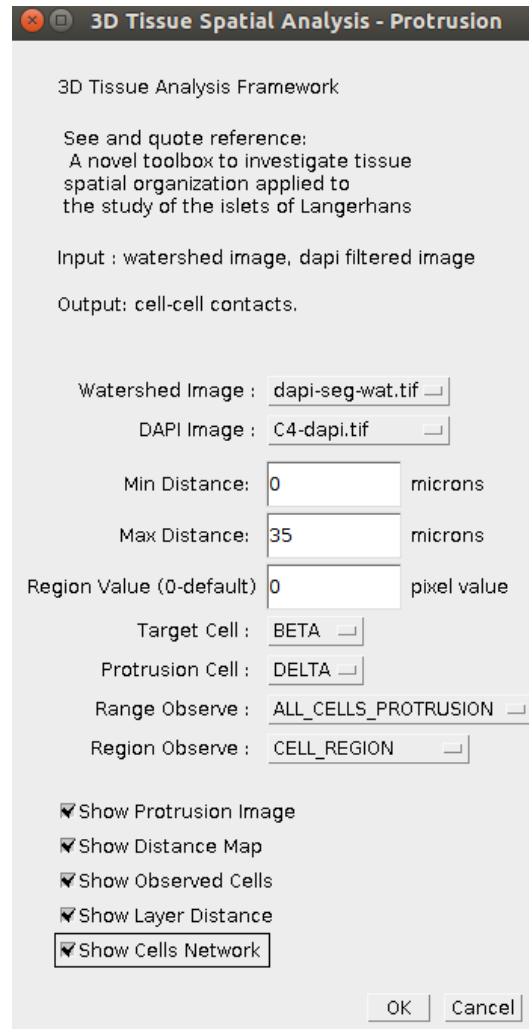 3D Tissue Spatial Analysis - Protrusion
3D Tissue Analysis Framework
See and quote reference:
A novel toolbox to investigate tissue
spatial organization applied to
the study of the islets of Langerhans
Input : watershed image, dapi filtered image
Output: cell-cell contacts.
Watershed Image : dapi-seg-wat.tif
DAPI Image : C4-dapi.tif
Min Distance: 0 microns
Max Distance: 35 microns
Region Value (0-default) 0 pixel value
Target Cell : BETA
Protrusion Cell : DELTA
Range Observe : ALL_CELLS_PROTRUSION
Region Observe : CELL_REGION
Show Protrusion Image
Show Distance Map
Show Observed Cells
Show Layer Distance
Show Cells Network
OK Cancel